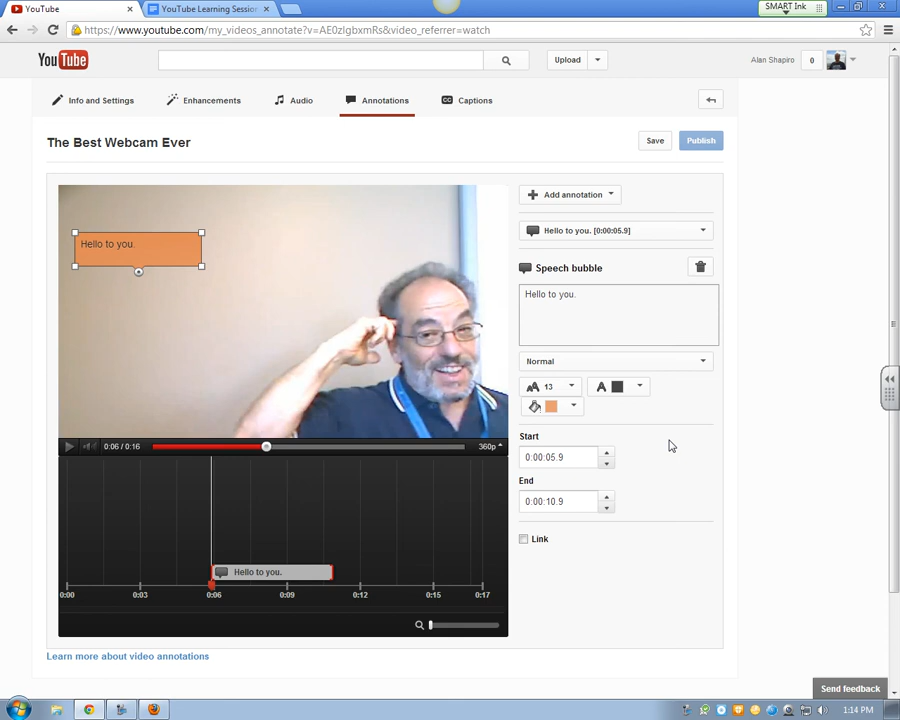 YouTube
YouTube Learning Session
SMART Ink
https://www.youtube.com/my_videos_annotate?v=AE0zlgbxmRs&video_referrer=watch
YouTube
Upload
Alan Shapiro
0
Info and Settings
Enhancements
Audio
Annotations
CC
Captions
The Best Webcam Ever
Save
Publish
Hello to you.
Add annotation
Hello to you. [0:00:05.9]
Speech bubble
Hello to you.
Normal
AA 13
A
Start
0:00:05.9
End
0:00:10.9
Link
0:06 / 0:16
360p
Hello to you.
0:00
0:03
0:06
0:09
0:12
0:15
0:17
Learn more about video annotations
Send feedback
1:14 PM